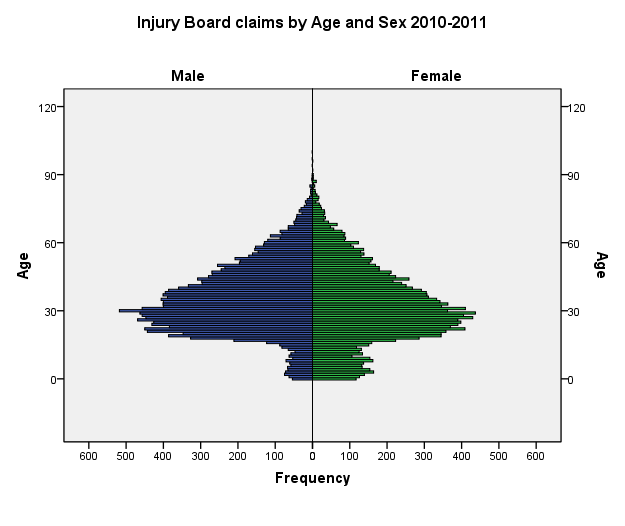 Injury Board claims by Age and Sex 2010-2011
Male Female
120 120
90 90
60 60
Age Age
30 30
0 0
600 500 400 300 200 100 0 100 200 300 400 500 600
Frequency